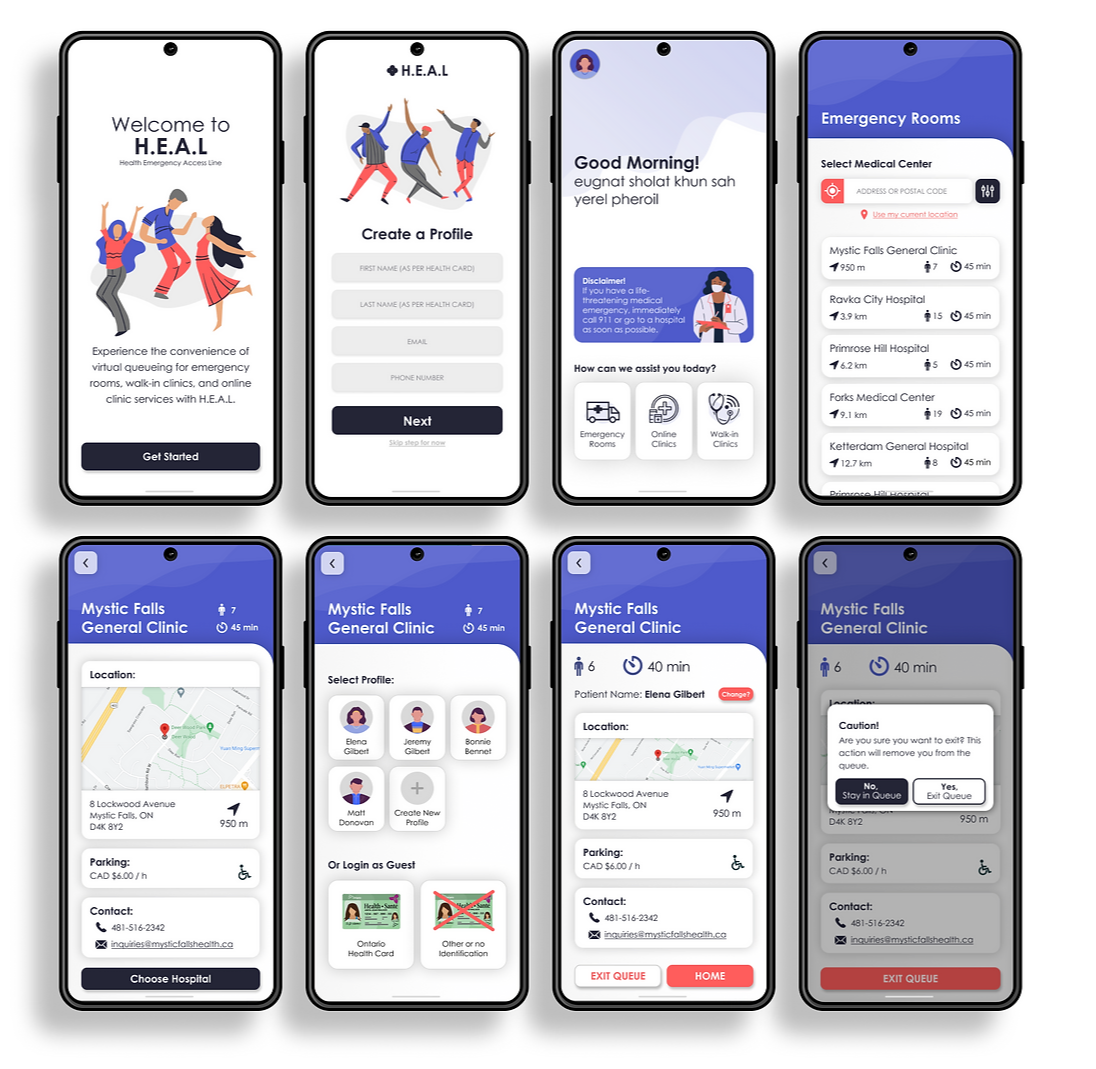 Welcome to
H.E.A.L
Health Emergency Access Line
Experience the convenience of
virtual queueing for emergency
rooms, walk-in clinics, and online
clinic services with H.E.A.L.
Get Started
H.E.A.L
Create a Profile
FIRST NAME (AS PER HEALTH CARD)
LAST NAME (AS PER HEALTH CARD)
EMAIL
PHONE NUMBER
Next
Skip step for now
Good Morning!
eugnat sholat khun sah
yerel pheroil
Disclaimer!
If you have a life-
threatening medical
emergency, immediately
call 911 or go to a hospital
as soon as possible.
How can we assist you today?
Emergency
Rooms
Online
Clinics
Walk-in
Clinics
Emergency Rooms
Select Medical Center
ADDRESS OR POSTAL CODE
Use my current location
Mystic Falls General Clinic
950 m 7 45 min
Ravka City Hospital
3.9 km 15 45 min
Primrose Hill Hospital
6.2 km 5 45 min
Forks Medical Center
9.1 km 19 45 min
Ketterdam General Hospital
12.7 km 8 45 min
Primrose Hill Hospital
Mystic Falls 7
General Clinic 45 min
Location:
Deer Wood Park
8 Lockwood Avenue
Mystic Falls, ON
D4K 8Y2
950 m
Parking:
CAD $6.00 / h
Contact:
481-516-2342
inquiries@mysticfallshealth.ca
Choose Hospital
Mystic Falls 7
General Clinic 45 min
Select Profile:
Elena
Gilbert
Jeremy
Gilbert
Bonnie
Bennet
Matt
Donovan
Create New
Profile
Or Login as Guest
Health • Santé
Ontario
Health Card
Other or no
Identification
Mystic Falls
General Clinic
6 40 min
Patient Name: Elena Gilbert
Change?
Location:
8 Lockwood Avenue
Mystic Falls, ON
D4K 8Y2
950 m
Parking:
CAD $6.00 / h
Contact:
481-516-2342
inquiries@mysticfallshealth.ca
EXIT QUEUE
HOME
Mystic Falls
General Clinic
6 40 min
Location:
Caution!
Are you sure you want to exit? This
action will remove you from the
queue.
No,
Stay in Queue
Yes,
Exit Queue
Mystic Falls, ON
D4K 8Y2
950 m
Parking:
CAD $6.00 / h
Contact:
481-516-2342
inquiries@mysticfallshealth.ca
EXIT QUEUE